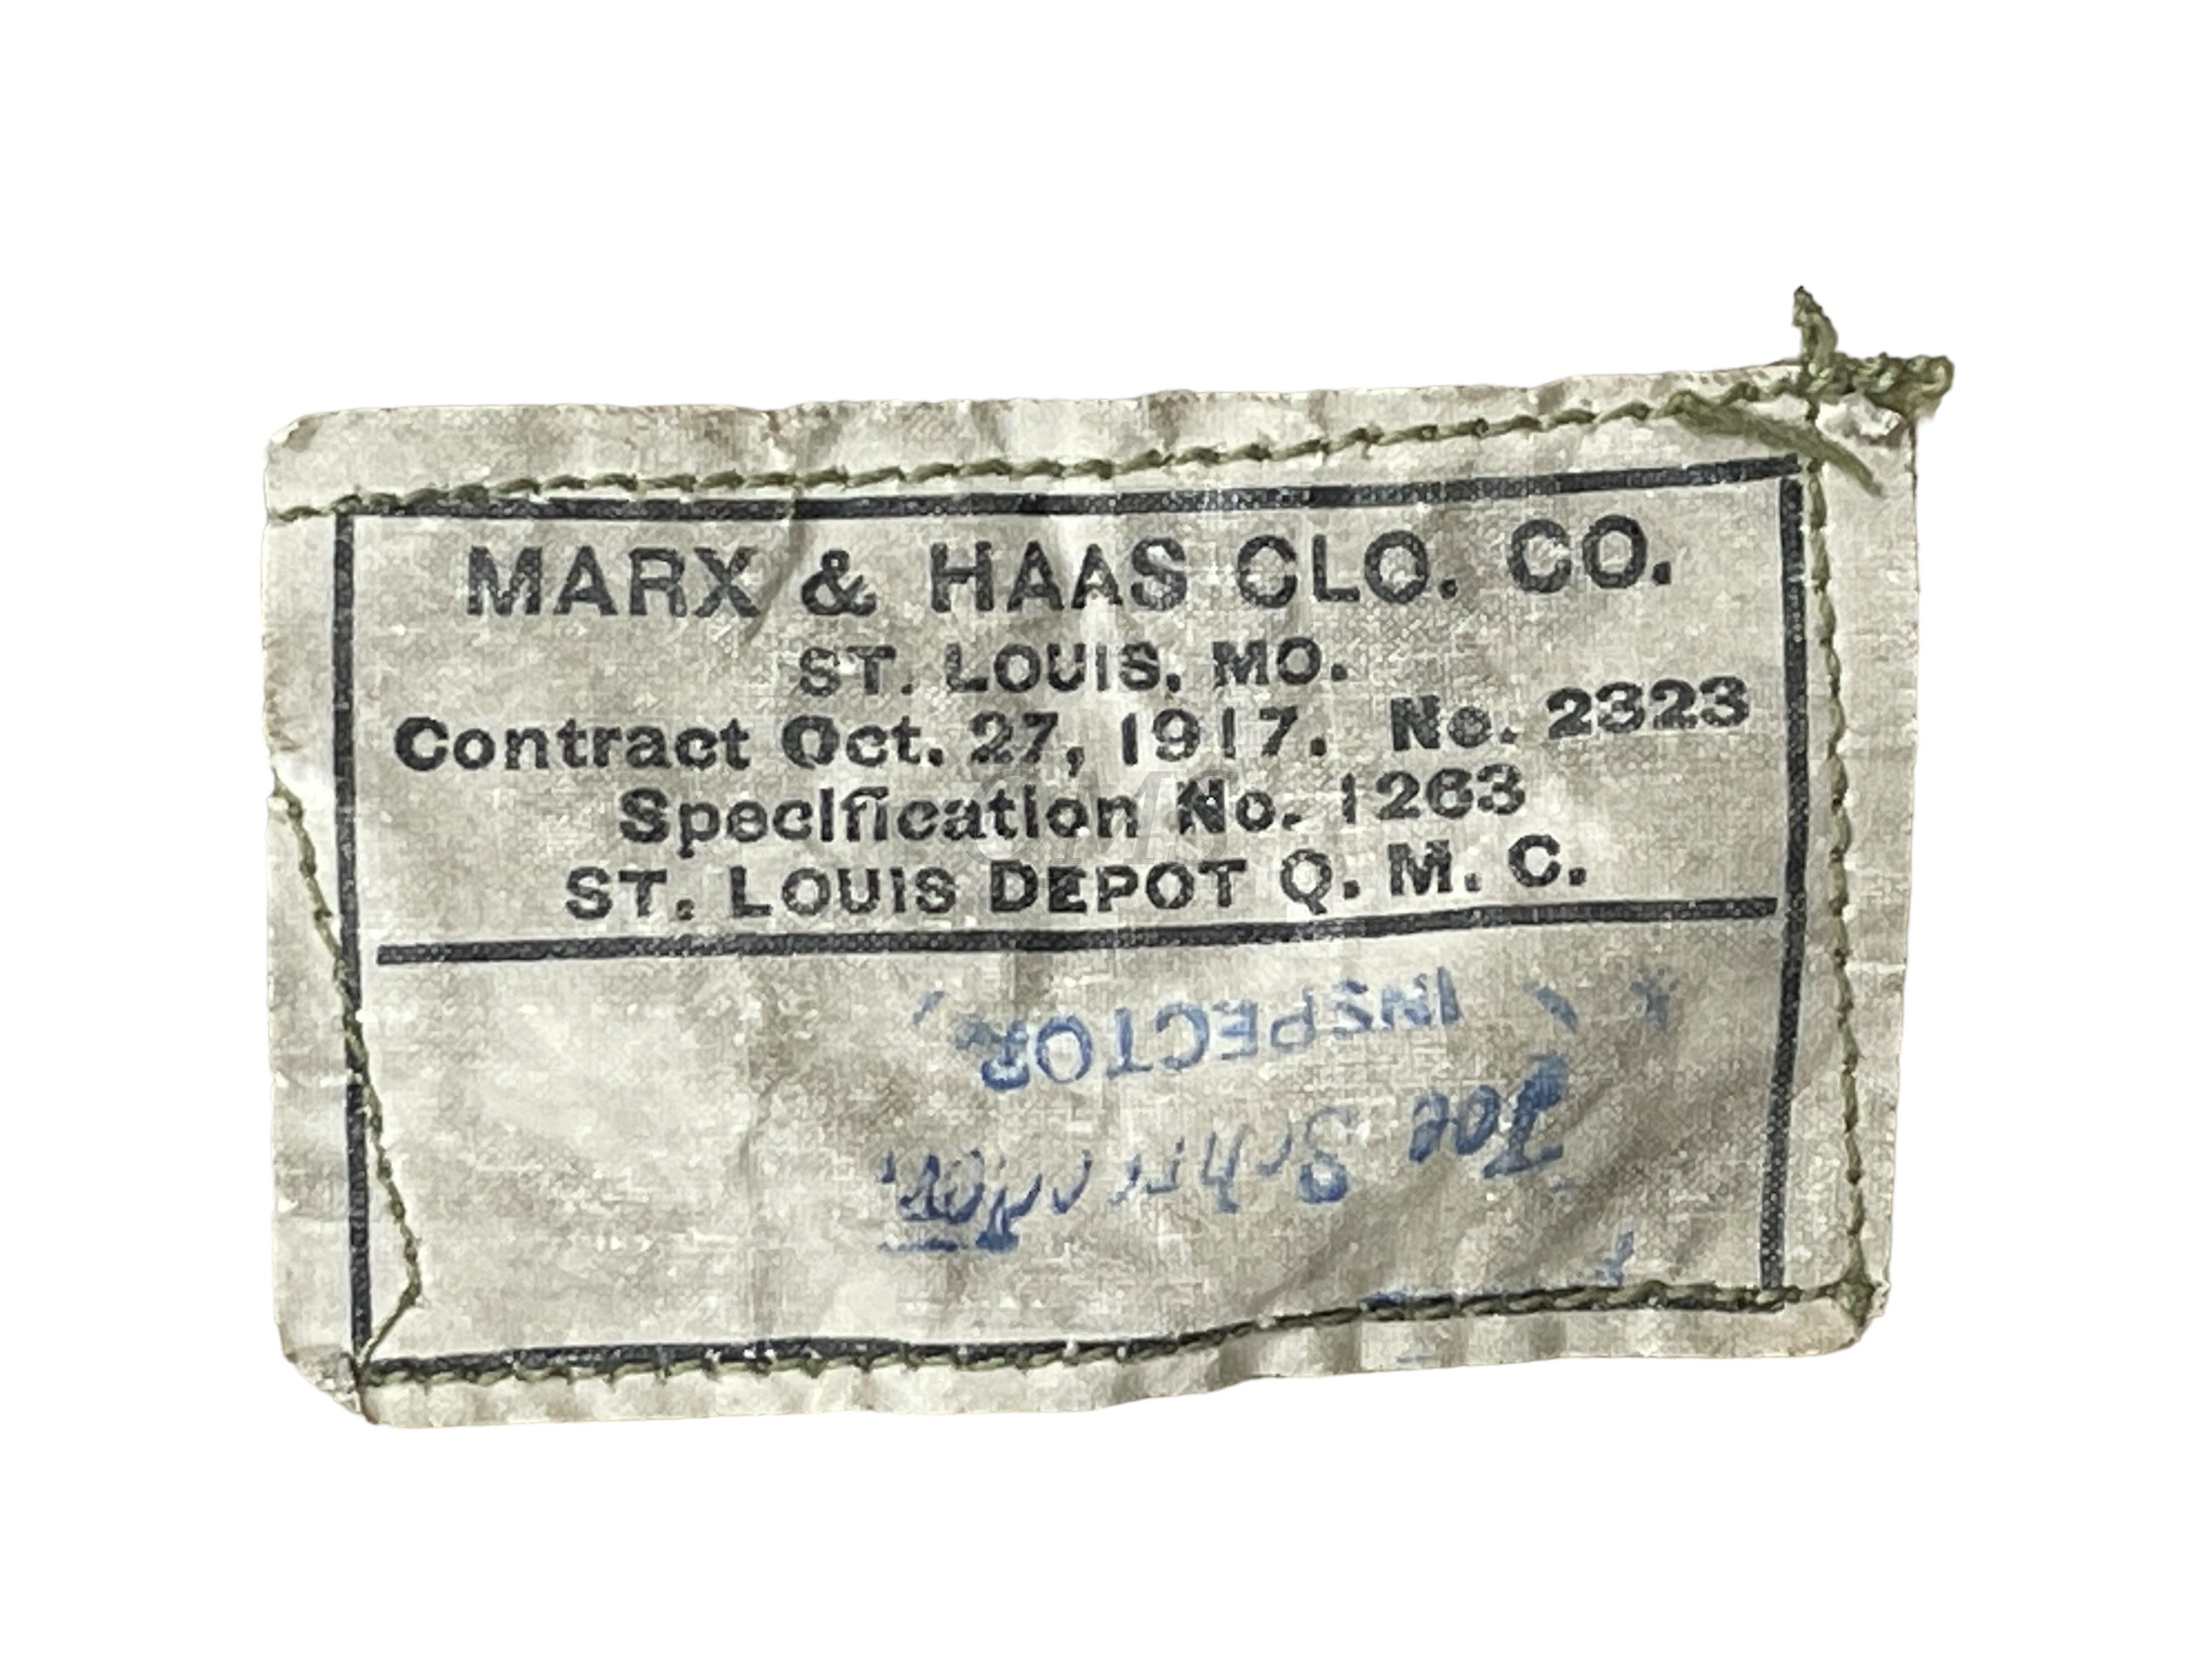 MARX & HAAS CLO. CO.
ST. LOUIS, MO.
Contract Oct. 27, 1917. No. 2323
Specification No. 1263
ST. LOUIS DEPOT Q. M. C.
INSPECTOR
Joe